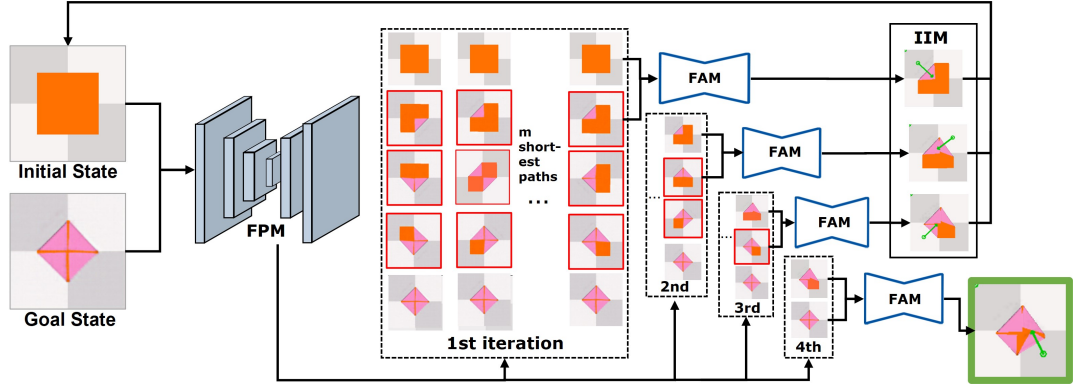 Initial State
Goal State
FPM
m
short-
est
paths
...
1st iteration
FAM
IIM
...
2nd
FAM
...
3rd
FAM
4th
FAM